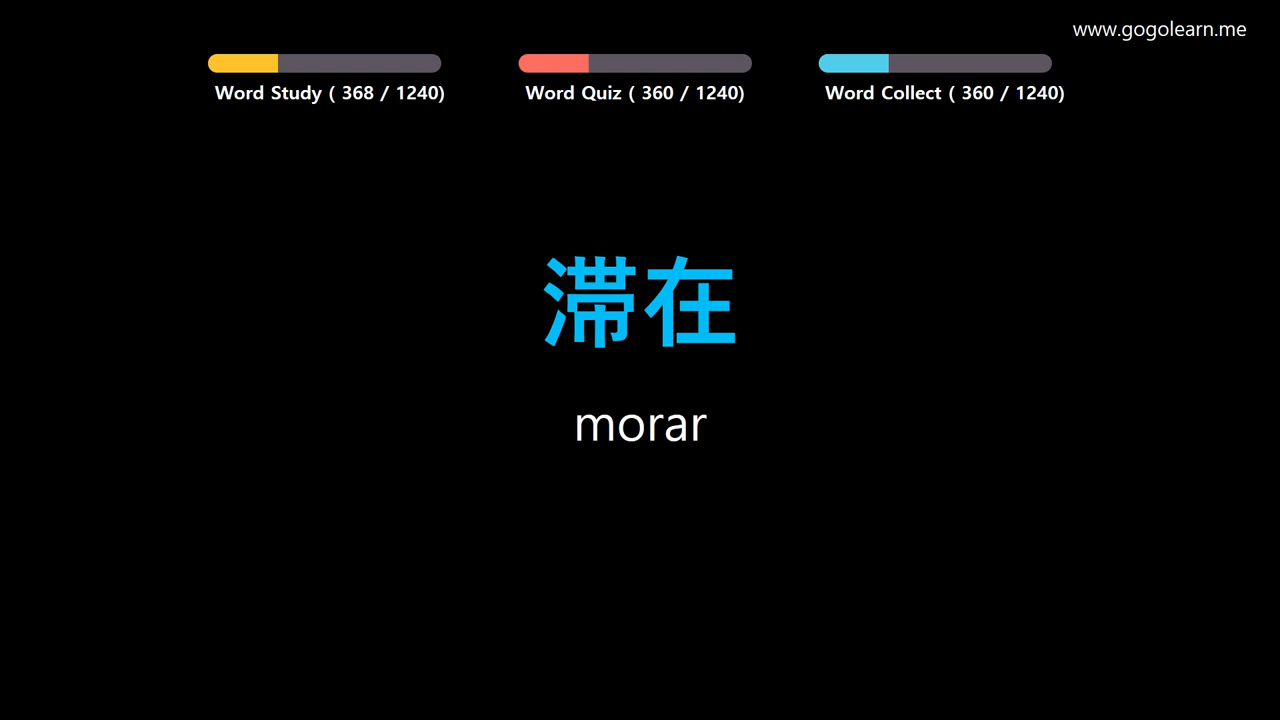 www.gogolearn.me
Word Study ( 368 / 1240)
Word Quiz ( 360 / 1240)
Word Collect ( 360 / 1240)
滞在
morar